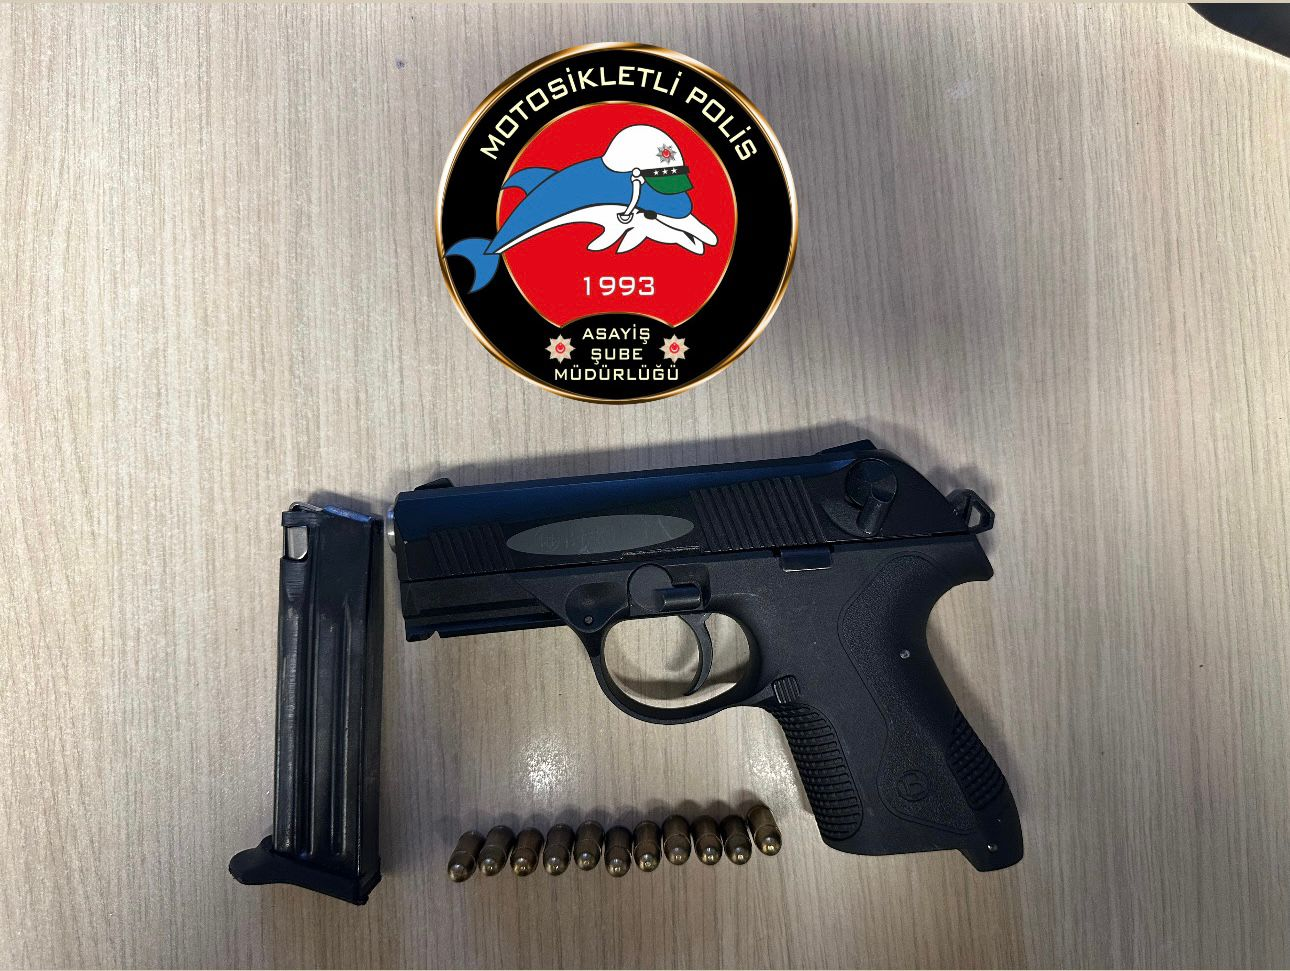 MOTOSİKLETLİ POLİS
1993
ASAYİŞ
ŞUBE
MÜDÜRLÜĞÜ